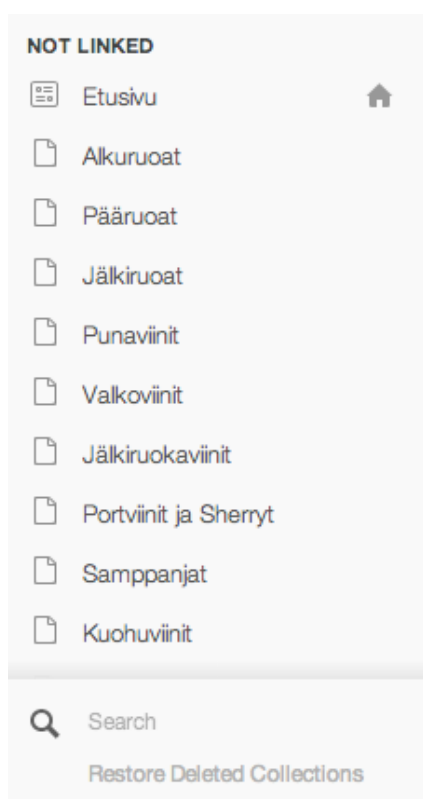 NOT LINKED
Etusivu
Alkuruoat
Pääruoat
Jälkiruoat
Punaviinit
Valkoviinit
Jälkiruokaviinit
Portviinit ja Sherryt
Samppanjat
Kuohuviinit
Search
Restore Deleted Collections